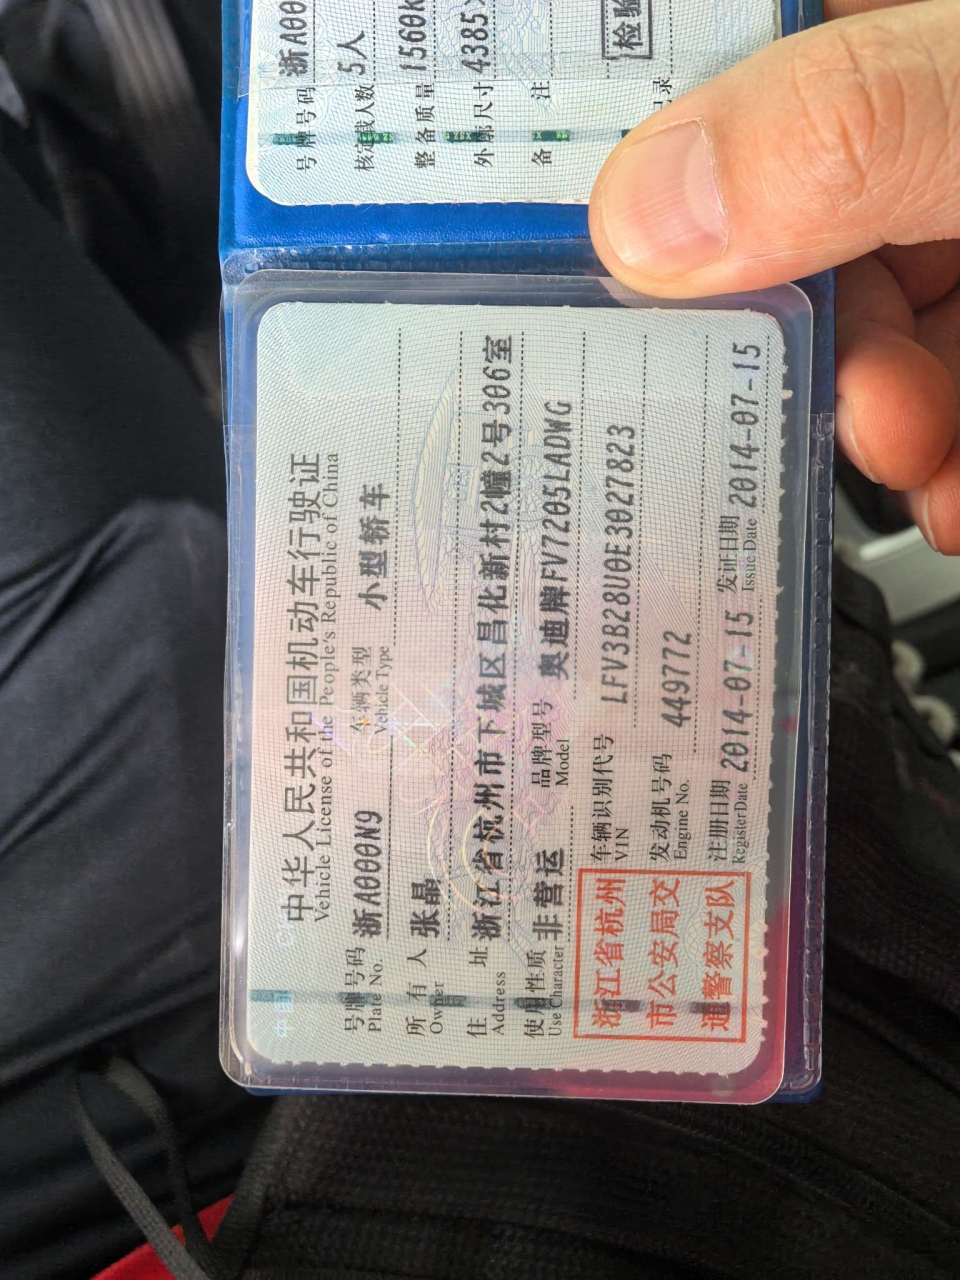 中华人民共和国机动车行驶证
Vehicle License of the People's Republic of China
号牌号码 浙A000N9 车辆类型 小型轿车
Plate No. Vehicle Type
所有人 张晶
Owner
住址 浙江省杭州市下城区昌化新村2幢2号306室
Address
使用性质 非营运 品牌型号 奥迪牌FV7205LADWG
Use Character Model
浙江省杭州
市公安局交
通警察支队
车辆识别代号 LFV3B28U0E3027823
VIN
发动机号码 449772
Engine No.
注册日期 2014-07-15 发证日期 2014-07-15
Register Date Issue Date
号牌号码 浙A00
核定载人数 5人
整备质量 1560k
外廓尺寸 4385
备注
记录
检验